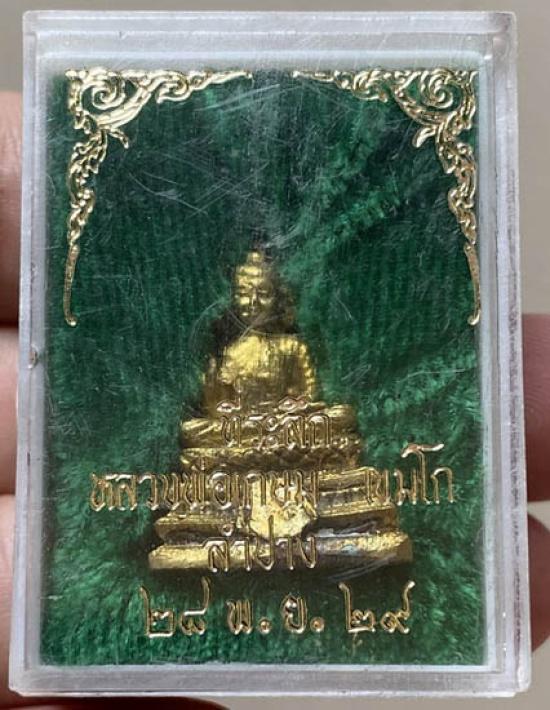 ที่ระลึก
หลวงพ่อเกษม เขมโก
ลำปาง
๒๘ พ.ย. ๒๙